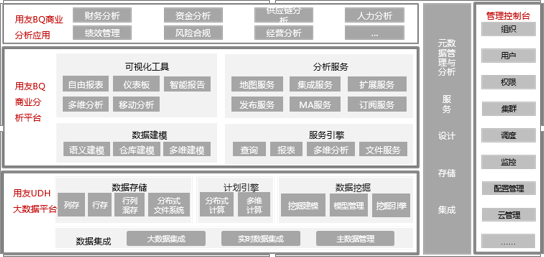 用友BQ商业
分析应用
财务分析
资金分析
供应链分
析
人力分析
绩效管理
风险合规
经营分析
...
用友BQ
商业分
析平台
可视化工具
自由报表
仪表板
智能报告
多维分析
移动分析
分析服务
地图服务
集成服务
扩展服务
发布服务
MA服务
订阅服务
数据建模
语义建模
仓库建模
多维建模
服务引擎
查询
报表
多维分析
文件服务
用友UDH
大数据平台
数据存储
列存
行存
行列
混存
分布式
文件系统
计划引擎
分布式
计算
多维
计算
数据挖掘
挖掘建模
模型管理
挖掘引擎
数据集成
大数据集成
实时数据集成
主数据管理
元数
据管
理与
分析
服
务
设计
存储
集成
管理控制台
组织
用户
权限
集群
调度
监控
配置管理
云管理
......